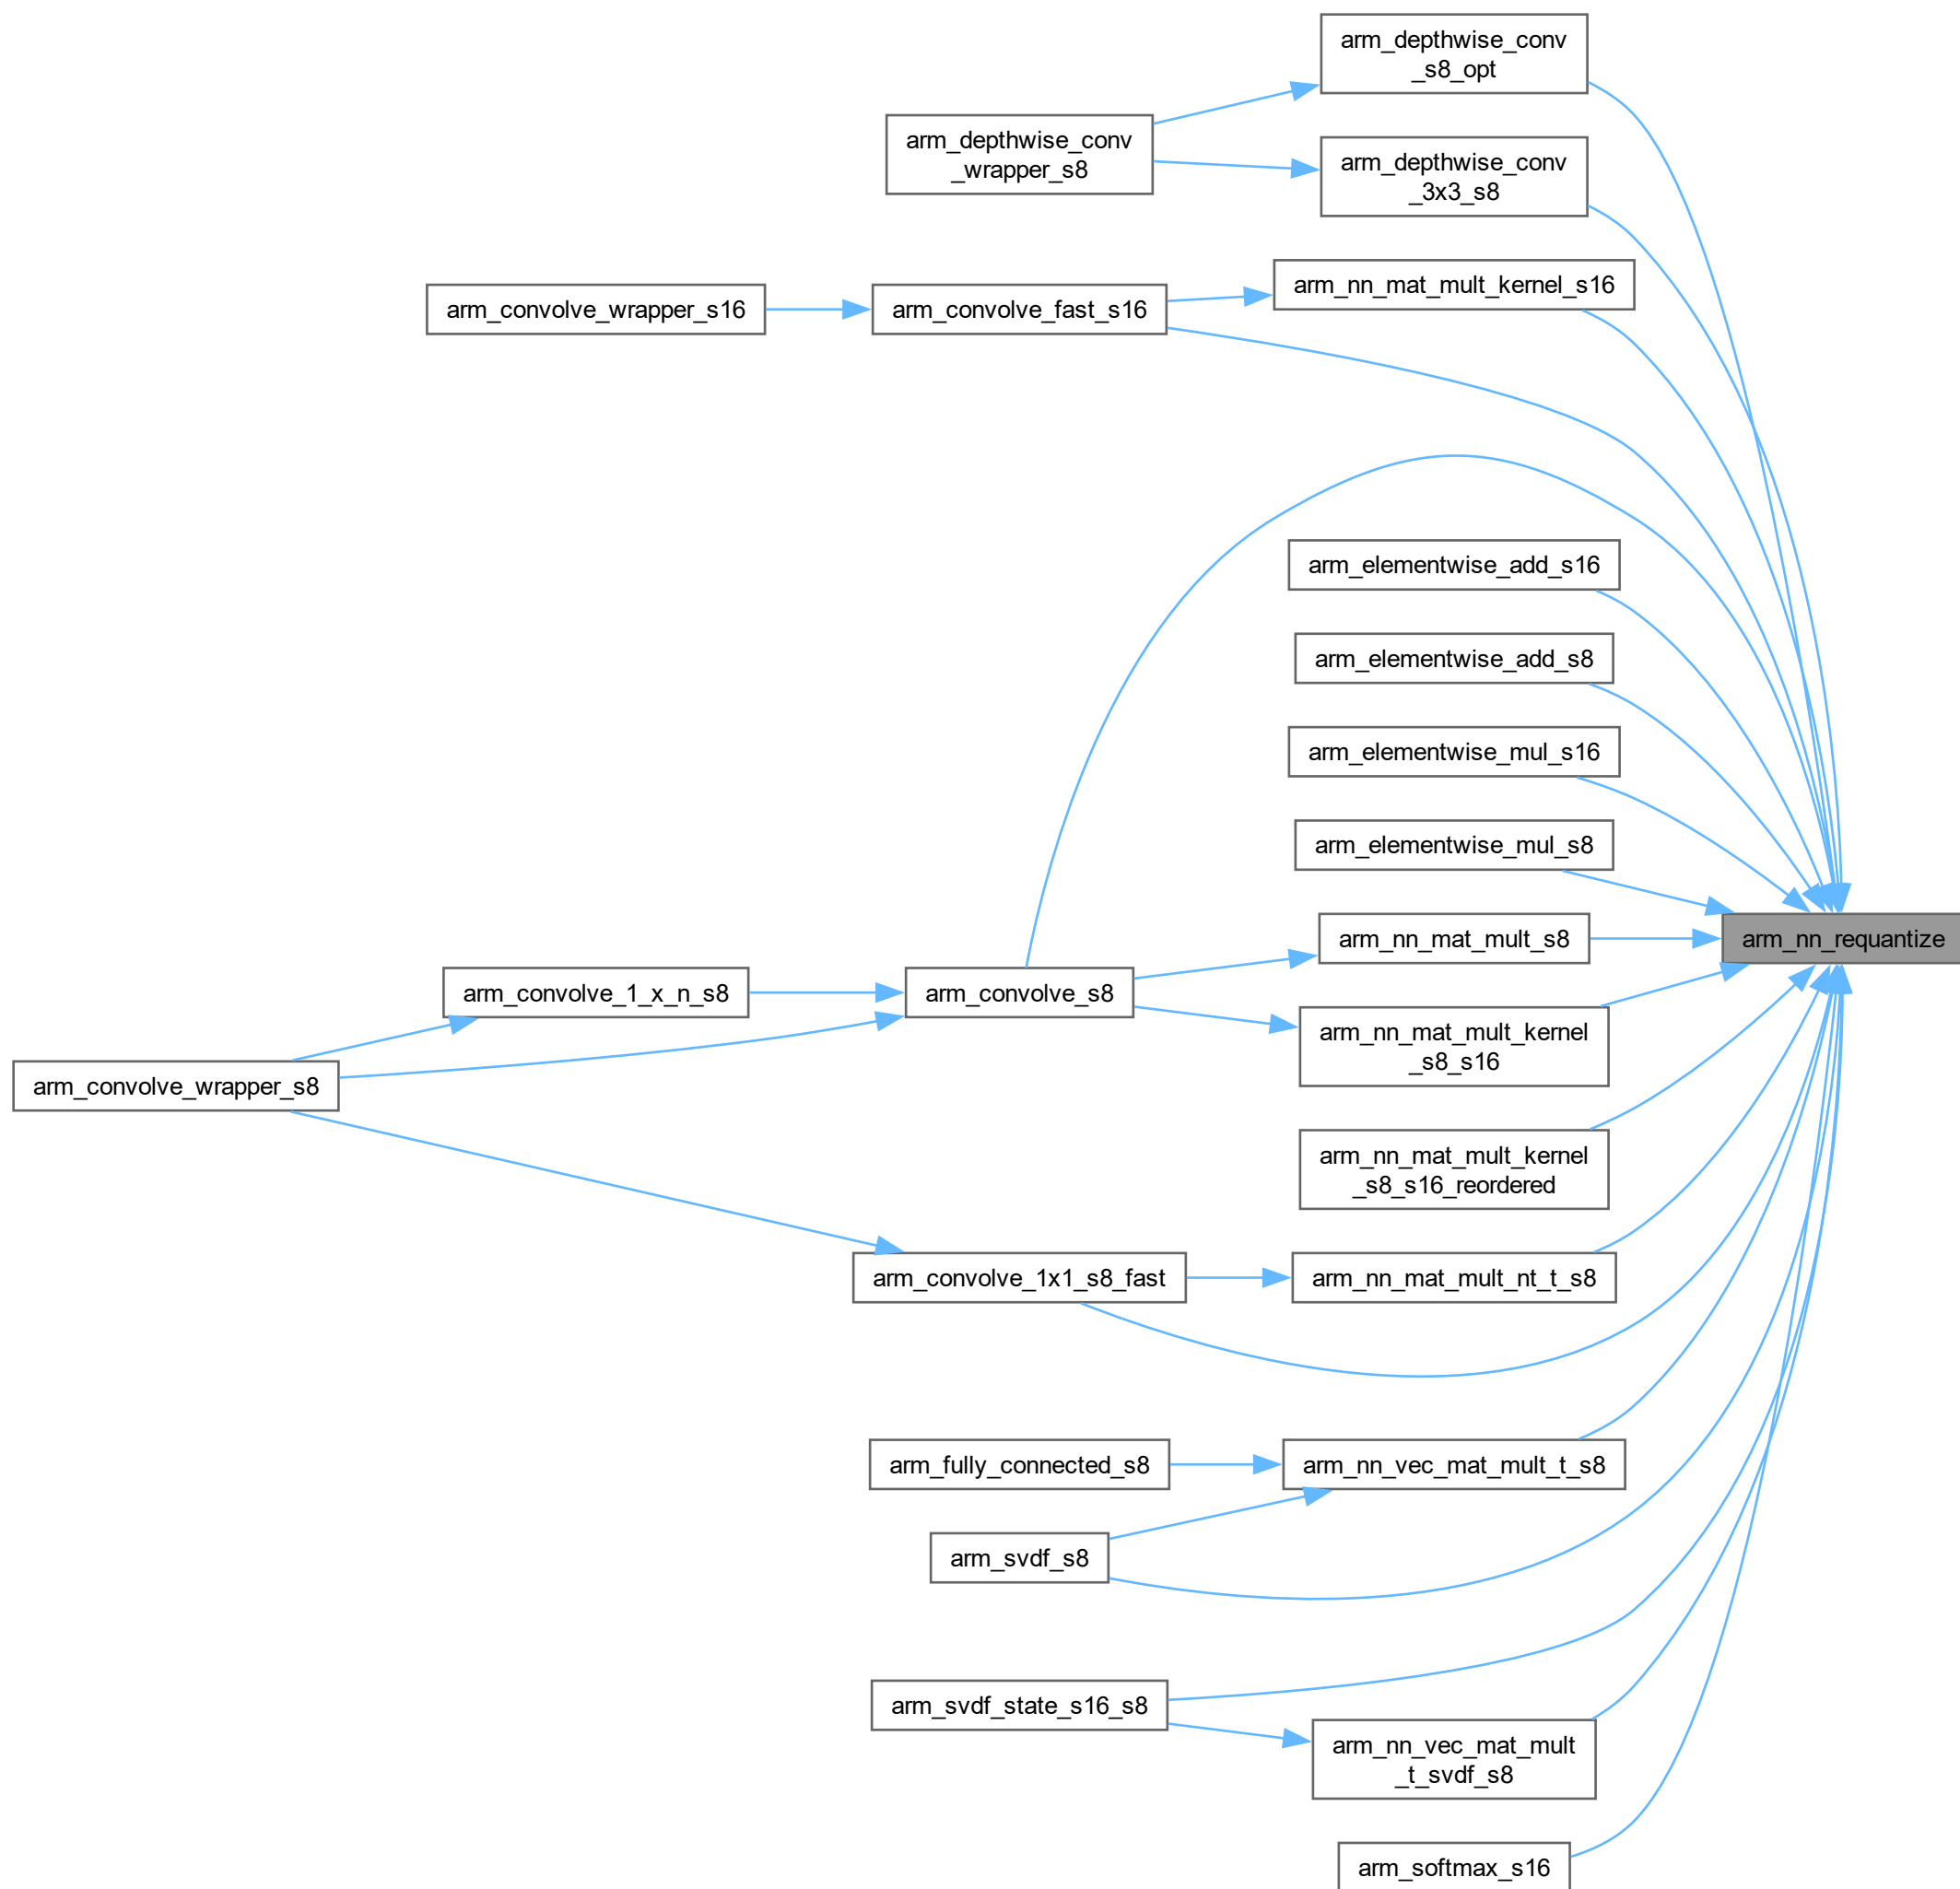 arm_depthwise_conv
_s8_opt
arm_depthwise_conv
_wrapper_s8
arm_depthwise_conv
_3x3_s8
arm_nn_mat_mult_kernel_s16
arm_convolve_wrapper_s16
arm_convolve_fast_s16
arm_elementwise_add_s16
arm_elementwise_add_s8
arm_elementwise_mul_s16
arm_elementwise_mul_s8
arm_nn_mat_mult_s8
arm_nn_requantize
arm_convolve_1_x_n_s8
arm_convolve_s8
arm_nn_mat_mult_kernel
_s8_s16
arm_convolve_wrapper_s8
arm_nn_mat_mult_kernel
_s8_s16_reordered
arm_convolve_1x1_s8_fast
arm_nn_mat_mult_nt_t_s8
arm_fully_connected_s8
arm_nn_vec_mat_mult_t_s8
arm_svdf_s8
arm_svdf_state_s16_s8
arm_nn_vec_mat_mult
_t_svdf_s8
arm_softmax_s16